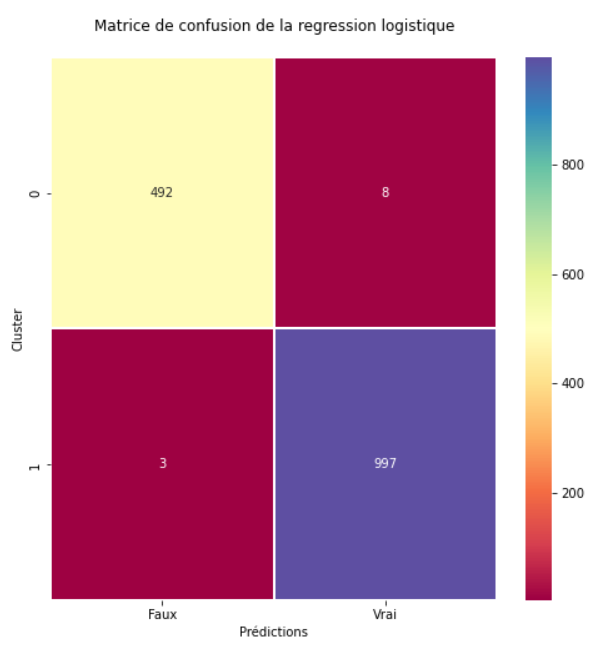 Matrice de confusion de la regression logistique
492
8
800
600
400
200
0
Cluster
1
3
997
Faux
Vrai
Prédictions